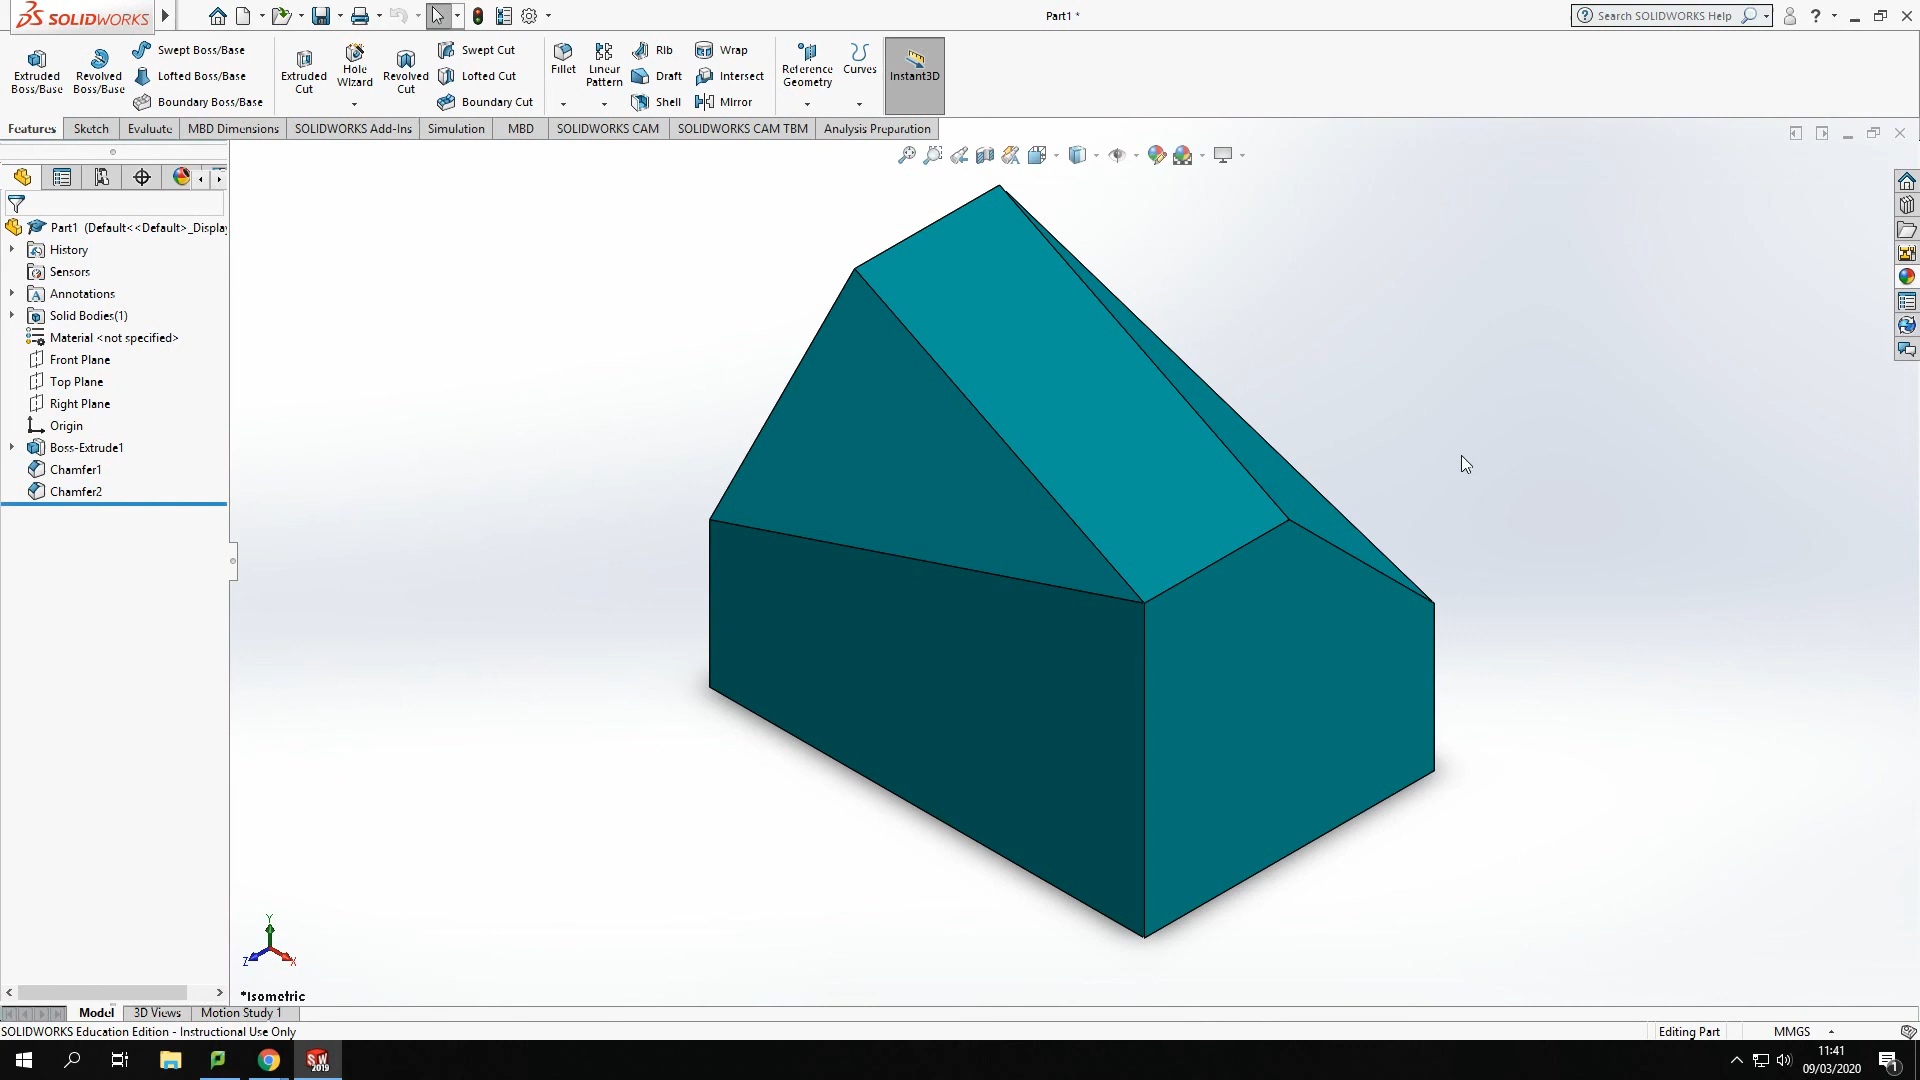 SOLIDWORKS
Part1 *
Search SOLIDWORKS Help
Extruded Boss/Base
Revolved Boss/Base
Swept Boss/Base
Lofted Boss/Base
Boundary Boss/Base
Extruded Cut
Hole Wizard
Revolved Cut
Swept Cut
Lofted Cut
Boundary Cut
Fillet
Linear Pattern
Rib
Draft
Shell
Wrap
Intersect
Mirror
Reference Geometry
Curves
Instant3D
Features
Sketch
Evaluate
MBD Dimensions
SOLIDWORKS Add-Ins
Simulation
MBD
SOLIDWORKS CAM
SOLIDWORKS CAM TBM
Analysis Preparation
Part1 (Default<<Default>_Display
History
Sensors
Annotations
Solid Bodies(1)
Material <not specified>
Front Plane
Top Plane
Right Plane
Origin
Boss-Extrude1
Chamfer1
Chamfer2
Y
Z
X
*Isometric
Model
3D Views
Motion Study 1
SOLIDWORKS Education Edition - Instructional Use Only
Editing Part
MMGS
SW
2019
11:41
09/03/2020
1